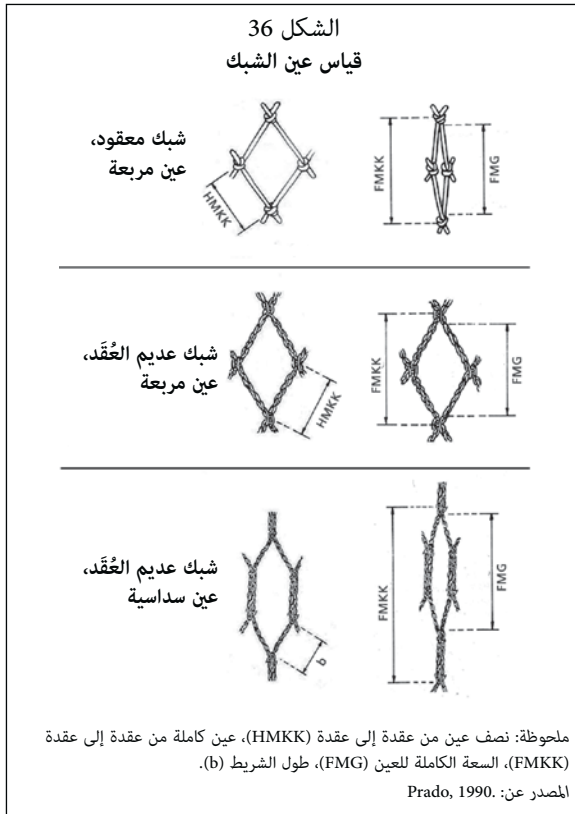 الشكل 36
قياس عين الشبك
شبك معقود،
عين مربعة
HMKK
FMKK
FMG
شبك عديم العُقَد،
عين مربعة
HMKK
FMKK
FMG
شبك عديم العُقَد،
عين سداسية
b
FMKK
FMG
ملحوظة: نصف عين من عقدة إلى عقدة (HMKK)، عين كاملة من عقدة إلى عقدة
(FMKK)، السعة الكاملة للعين (FMG)، طول الشريط (b).
المصدر عن: Prado, 1990.